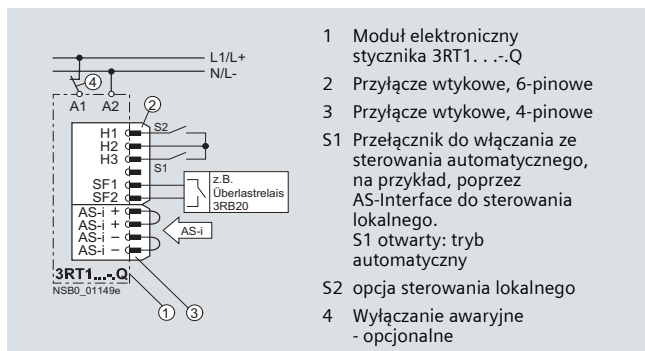 L1/L+
N/L-
4
A1 A2
2
H1
H2
H3
S2
S1
SF1
SF2
z.B.
Überlastrelais
3RB20
AS-i +
AS-i +
AS-i −
AS-i −
AS-i
3RT1...-.Q
NSB0_01149e
1
3
1 Moduł elektroniczny
stycznika 3RT1. . .-.Q
2 Przyłącze wtykowe, 6-pinowe
3 Przyłącze wtykowe, 4-pinowe
S1 Przełącznik do włączania ze
sterowania automatycznego,
na przykład, poprzez
AS-Interface do sterowania
lokalnego.
S1 otwarty: tryb
automatyczny
S2 opcja sterowania lokalnego
4 Wyłączanie awaryjne
- opcjonalne